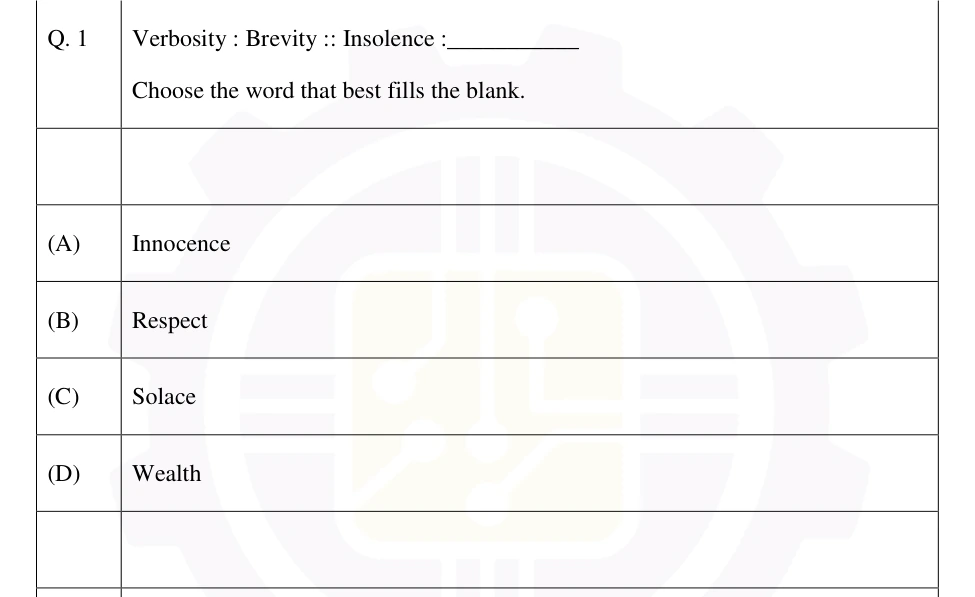 Q. 1 Verbosity : Brevity :: Insolence :___________
Choose the word that best fills the blank.
(A) Innocence
(B) Respect
(C) Solace
(D) Wealth